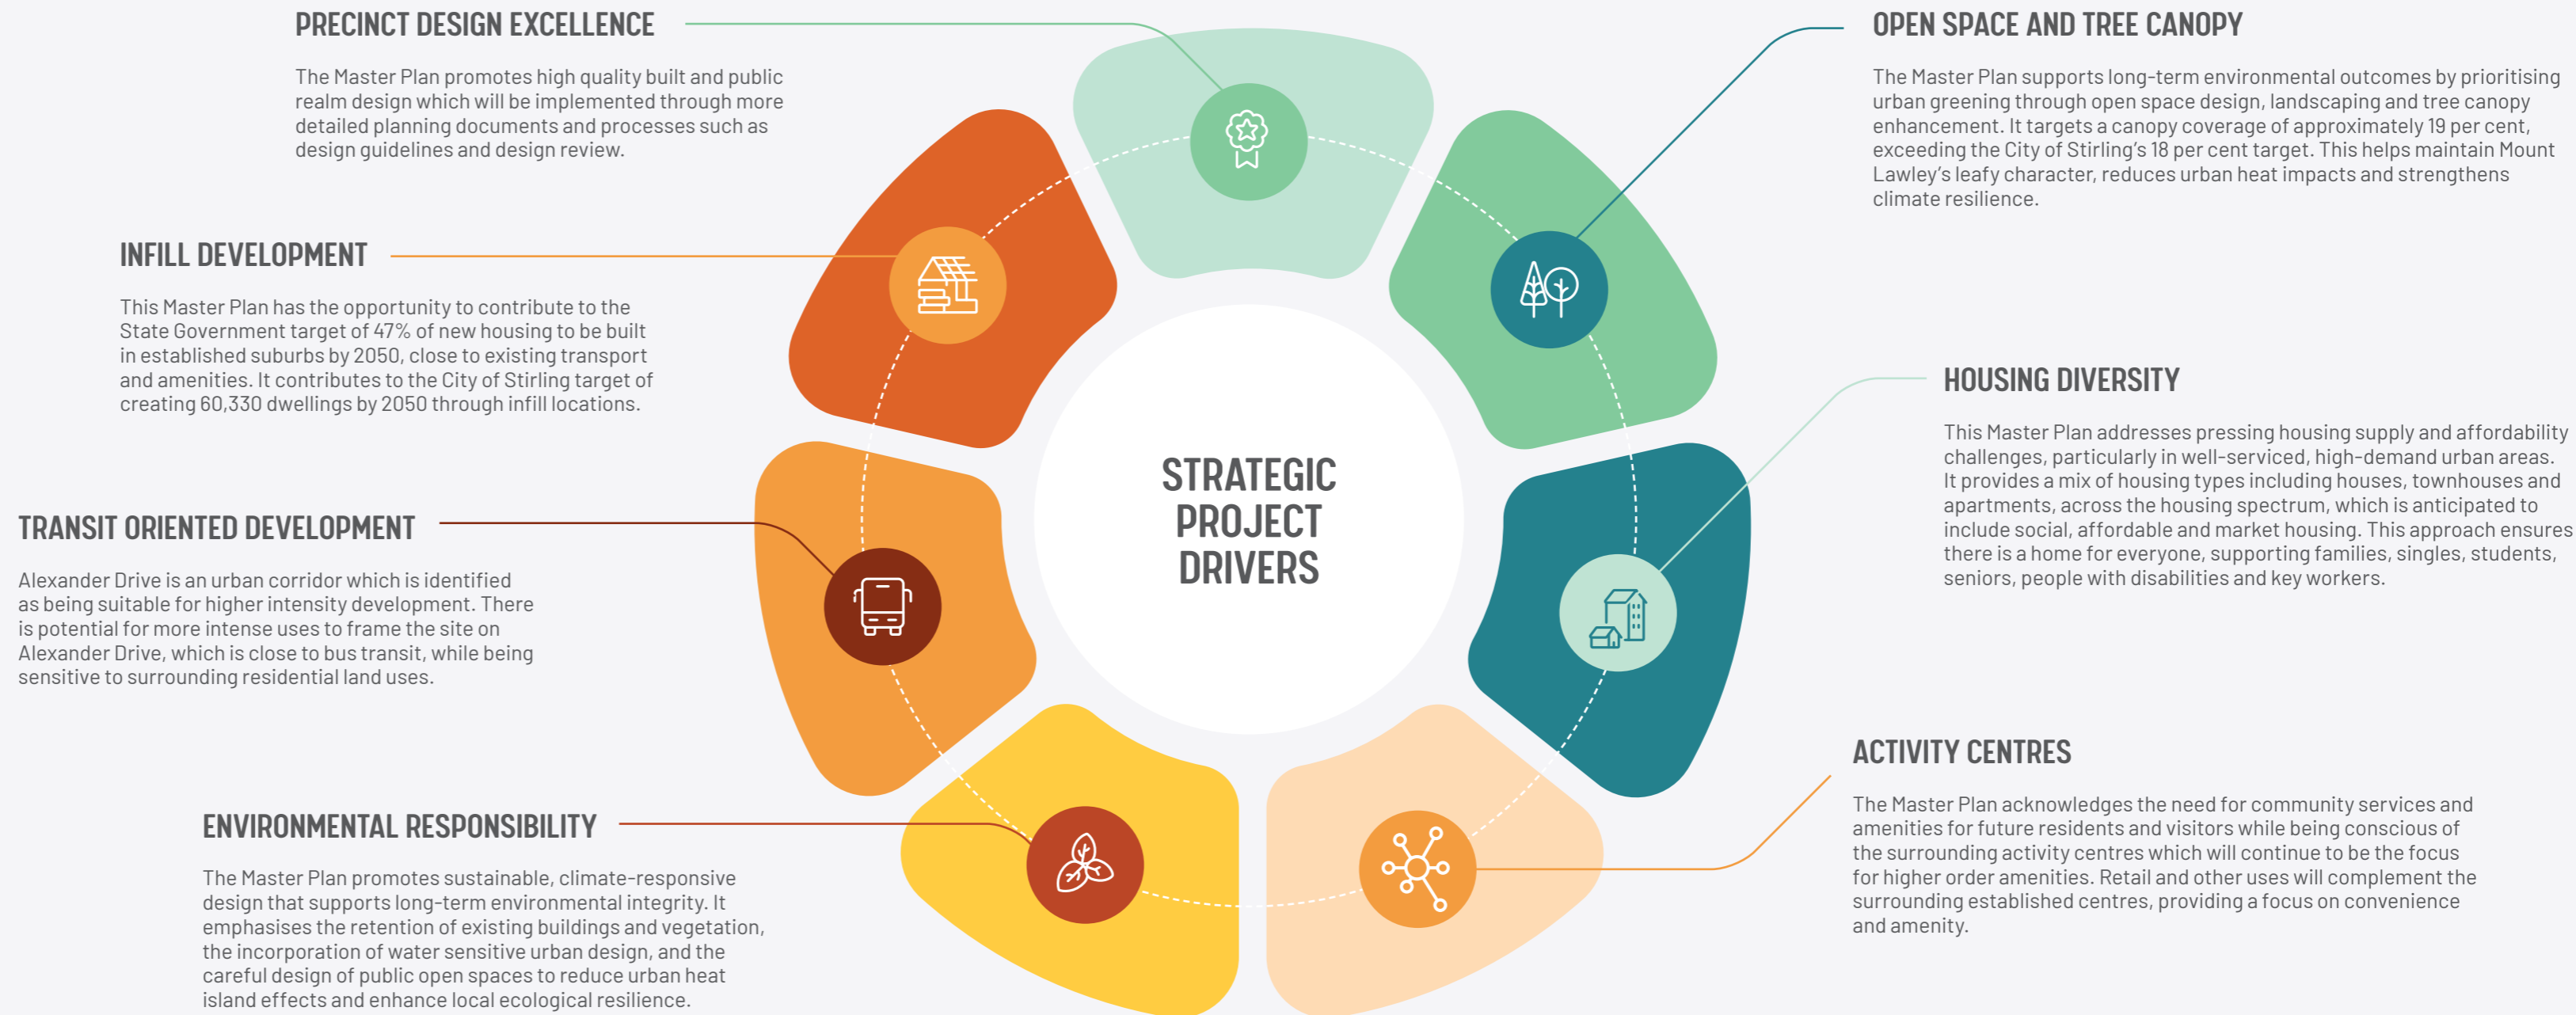 PRECINCT DESIGN EXCELLENCE
The Master Plan promotes high quality built and public
realm design which will be implemented through more
detailed planning documents and processes such as
design guidelines and design review.
INFILL DEVELOPMENT
This Master Plan has the opportunity to contribute to the
State Government target of 47% of new housing to be built
in established suburbs by 2050, close to existing transport
and amenities. It contributes to the City of Stirling target of
creating 60,330 dwellings by 2050 through infill locations.
TRANSIT ORIENTED DEVELOPMENT
Alexander Drive is an urban corridor which is identified
as being suitable for higher intensity development. There
is potential for more intense uses to frame the site on
Alexander Drive, which is close to bus transit, while being
sensitive to surrounding residential land uses.
ENVIRONMENTAL RESPONSIBILITY
The Master Plan promotes sustainable, climate-responsive
design that supports long-term environmental integrity. It
emphasises the retention of existing buildings and vegetation,
the incorporation of water sensitive urban design, and the
careful design of public open spaces to reduce urban heat
island effects and enhance local ecological resilience.
STRATEGIC
PROJECT
DRIVERS
OPEN SPACE AND TREE CANOPY
The Master Plan supports long-term environmental outcomes by prioritising
urban greening through open space design, landscaping and tree canopy
enhancement. It targets a canopy coverage of approximately 19 per cent,
exceeding the City of Stirling's 18 per cent target. This helps maintain Mount
Lawley's leafy character, reduces urban heat impacts and strengthens
climate resilience.
HOUSING DIVERSITY
This Master Plan addresses pressing housing supply and affordability
challenges, particularly in well-serviced, high-demand urban areas.
It provides a mix of housing types including houses, townhouses and
apartments, across the housing spectrum, which is anticipated to
include social, affordable and market housing. This approach ensures
there is a home for everyone, supporting families, singles, students,
seniors, people with disabilities and key workers.
ACTIVITY CENTRES
The Master Plan acknowledges the need for community services and
amenities for future residents and visitors while being conscious of
the surrounding activity centres which will continue to be the focus
for higher order amenities. Retail and other uses will complement the
surrounding established centres, providing a focus on convenience
and amenity.